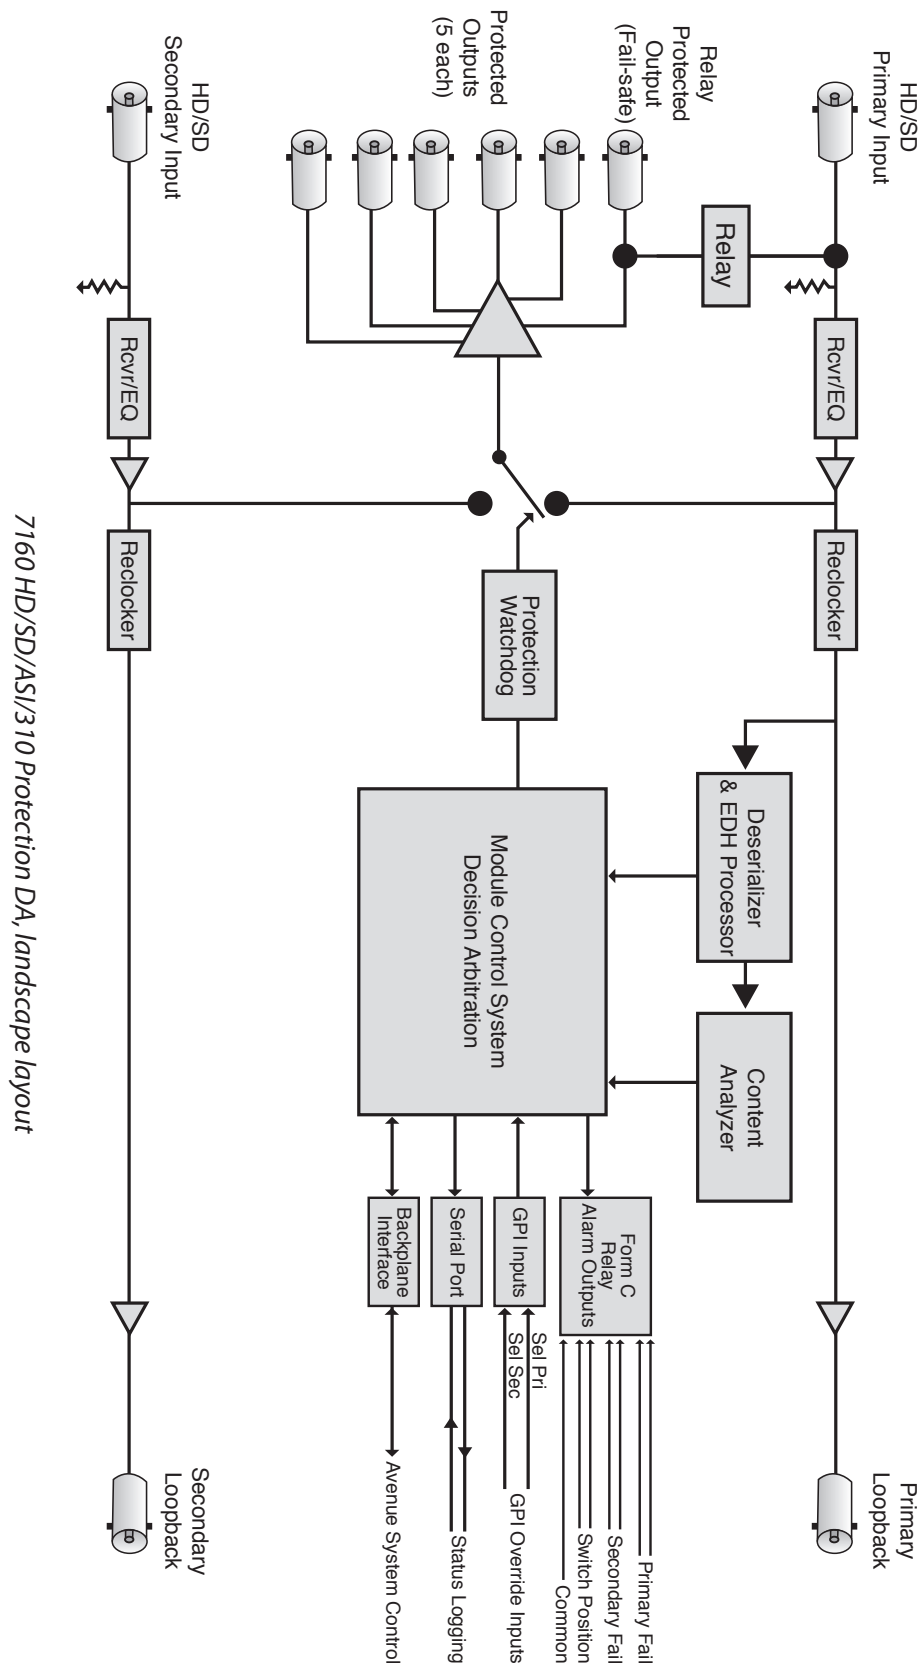 HD/SD
Primary Input
Relay
Protected
Output
(Fail-safe)
Protected
Outputs
(5 each)
HD/SD
Secondary Input
Relay
Rcvr/EQ
Reclocker
Rcvr/EQ
Reclocker
Protection
Watchdog
Deserializer
& EDH Processor
Content
Analyzer
Module Control System
Decision Arbitration
Form C
Relay
Alarm Outputs
GPI Inputs
Serial Port
Backplane
Interface
Sel Pri
Sel Sec
Primary Fail
Secondary Fail
Switch Position
Common
GPI Override Inputs
Status Logging
Avenue System Control
Primary
Loopback
Secondary
Loopback
7160 HD/SD/ASI/310 Protection DA, landscape layout